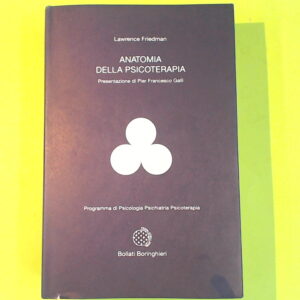 Lawrence Friedman
ANATOMIA
DELLA PSICOTERAPIA
Presentazione di Pier Francesco Galli
Programma di Psicologia Psichiatria Psicoterapia
Bollati Boringhieri